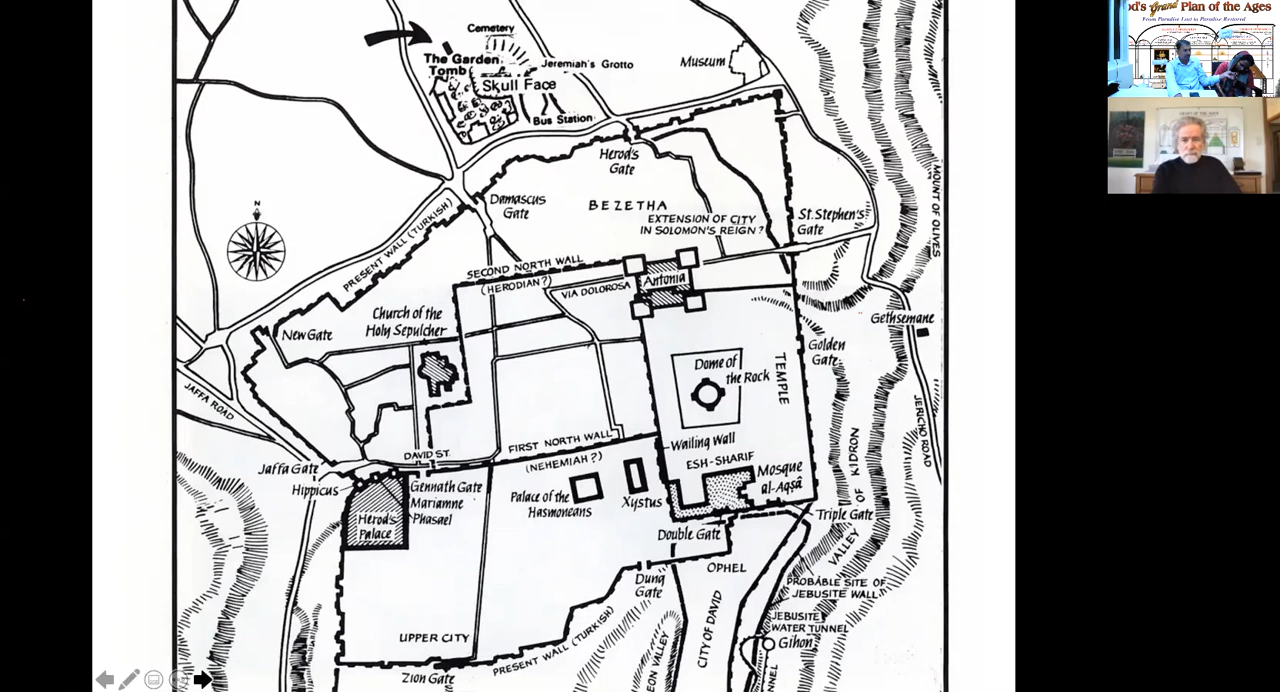 d's Grand Plan of the Ages
From Paradise Lost to Paradise Restored
Cemetery
The Garden
Tomb
Jeremiah's Grotto
Skull Face
Bus Station
Museum
Herod's
Gate
Damascus
Gate
BEZETHA
EXTENSION OF CITY
IN SOLOMON'S REIGN?
St. Stephen's
Gate
MOUNT OF OLIVES
N
PRESENT WALL (TURKISH)
SECOND NORTH WALL
(HERODIAN?)
VIA DOLOROSA
Antonia
Church of the
Holy Sepulcher
New Gate
Gethsemane
Golden
Gate
Dome of
the Rock
TEMPLE
JAFFA ROAD
JERICHO ROAD
DAVID ST.
FIRST NORTH WALL
(NEHEMIAH?)
Wailing Wall
ESH-SHARIF
Mosque
al-Aqsâ
Jaffa Gate
Hippicus
Gennath Gate
Mariamne
Phasael
Herod's
Palace
Palace of the
Hasmoneans
Xystus
Double Gate
Triple Gate
VALLEY OF KIDRON
OPHEL
Dung
Gate
PROBABLE SITE OF
JEBUSITE WALL
JEBUSITE
WATER TUNNEL
Gihon
CITY OF DAVID
UPPER CITY
PRESENT WALL (TURKISH)
Zion Gate
EON VALLEY
NNEL